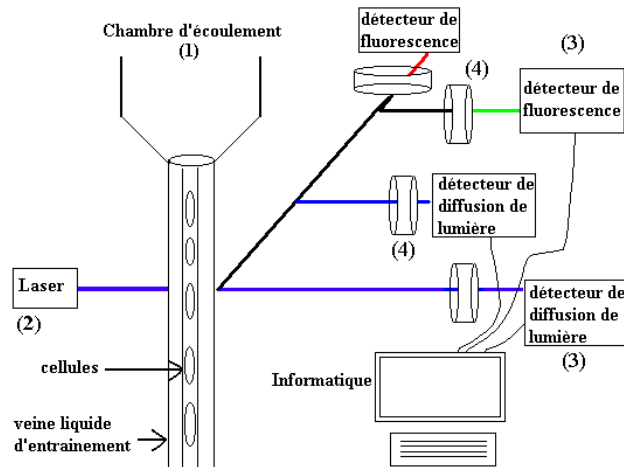 Chambre d'écoulement
(1)
détecteur de
fluorescence
(4)
(3)
détecteur de
fluorescence
détecteur de
diffusion de
lumière
(4)
Laser
(2)
détecteur de
diffusion de
lumière
(3)
cellules
Informatique
veine liquide
d'entrainement